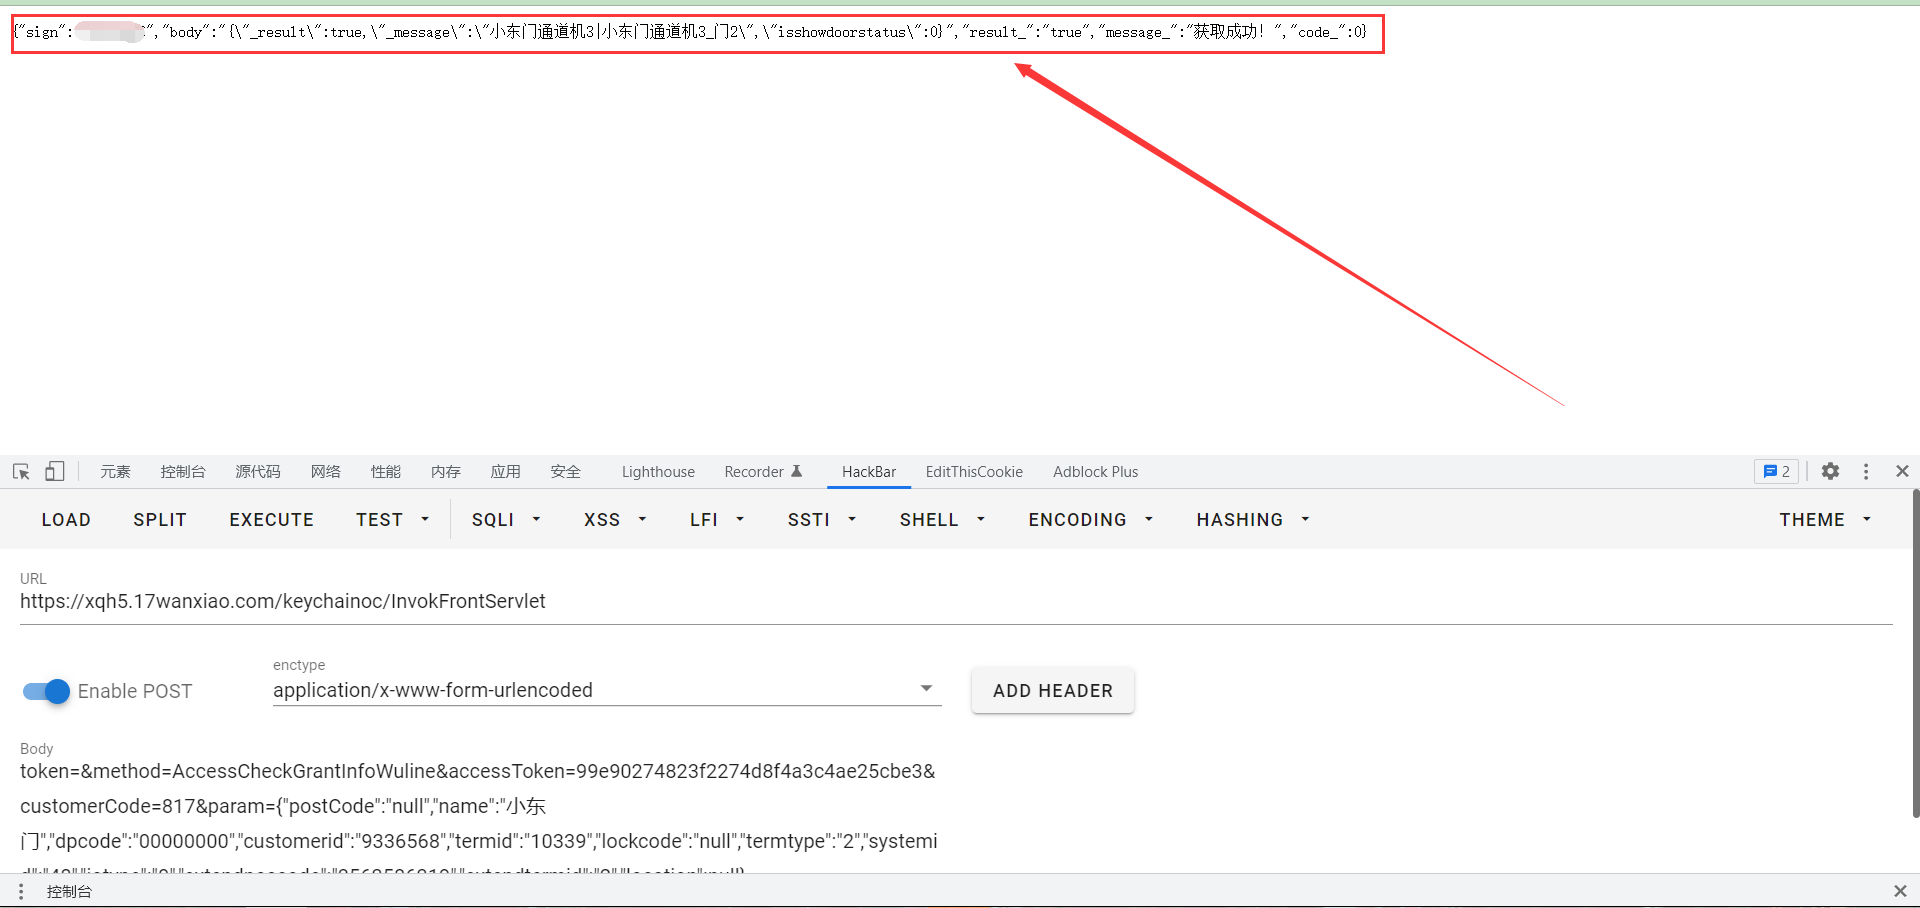 {"sign":","body":"{\"_result\":true,\"_message\":\"小东门通道机3|小东门通道机3_门2\",\"isshowdoorstatus\":0}","result_":"true","message_":"获取成功! ","code_":0}
元素 控制台 源代码 网络 性能 内存 应用 安全 Lighthouse Recorder HackBar EditThisCookie Adblock Plus 2
LOAD SPLIT EXECUTE TEST SQLI XSS LFI SSTI SHELL ENCODING HASHING THEME
URL
https://xqh5.17wanxiao.com/keychainoc/InvokFrontServlet
enctype
Enable POST application/x-www-form-urlencoded ADD HEADER
Body
token=&method=AccessCheckGrantInfoWuline&accessToken=99e90274823f2274d8f4a3c4ae25cbe3&
customerCode=817&param={"postCode":"null","name":"小东
门","dpcode":"00000000","customerid":"9336568","termid":"10339","lockcode":"null","termtype":"2","systemi
控制台